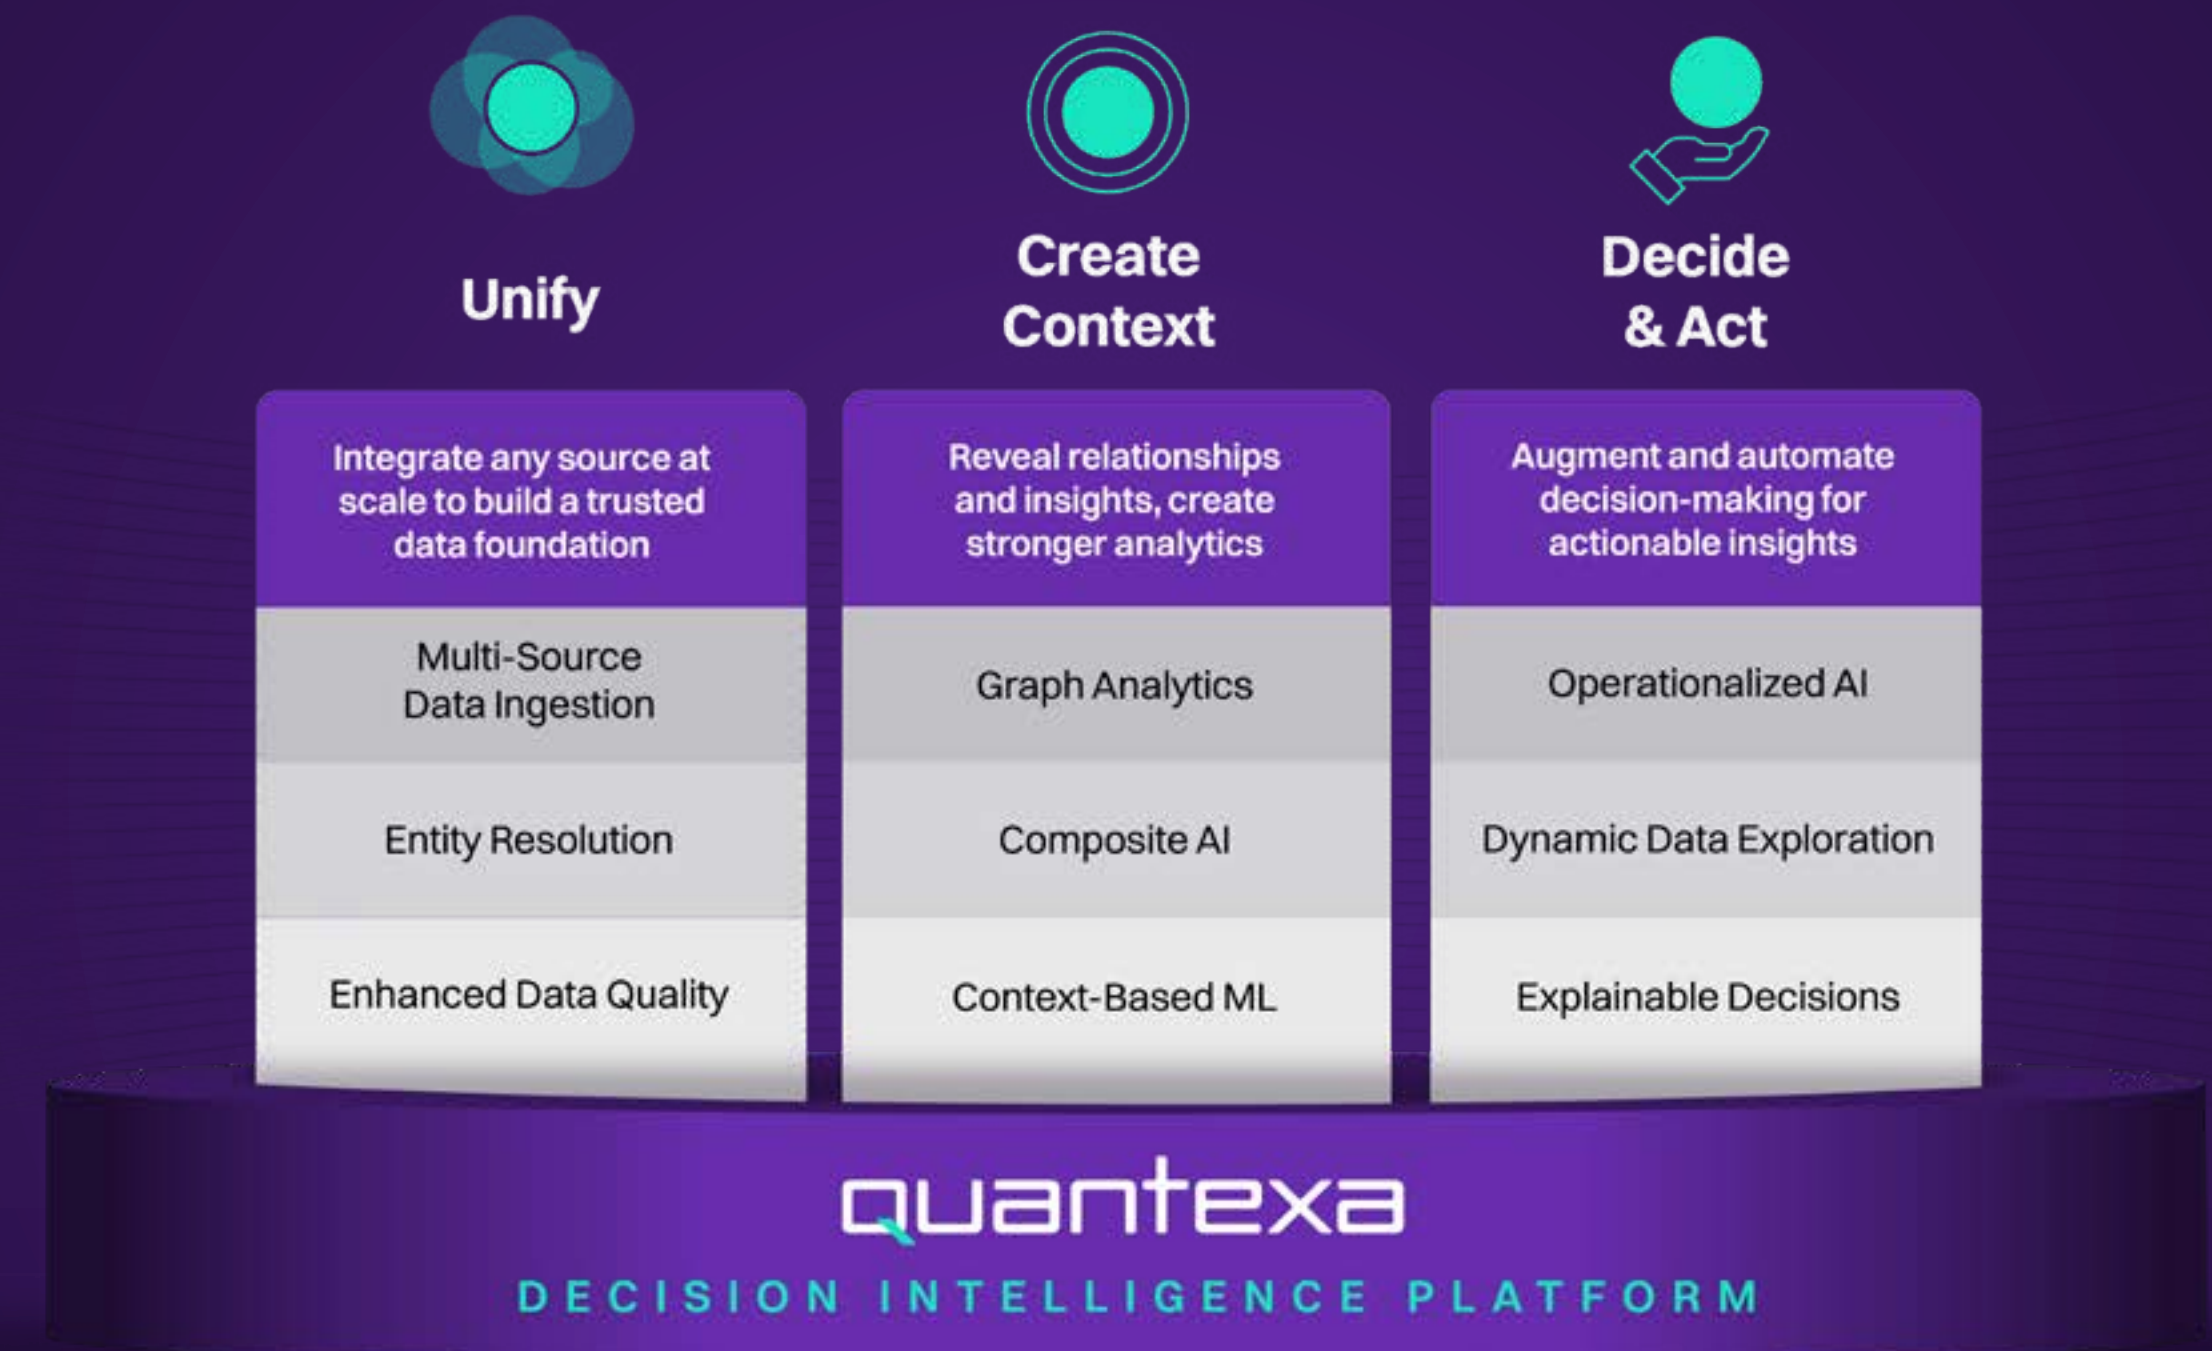 Unify
Create
Context
Decide
& Act
Integrate any source at
scale to build a trusted
data foundation
Multi-Source
Data Ingestion
Entity Resolution
Enhanced Data Quality
Reveal relationships
and insights, create
stronger analytics
Graph Analytics
Composite AI
Context-Based ML
Augment and automate
decision-making for
actionable insights
Operationalized AI
Dynamic Data Exploration
Explainable Decisions
quantexa
DECISION INTELLIGENCE PLATFORM